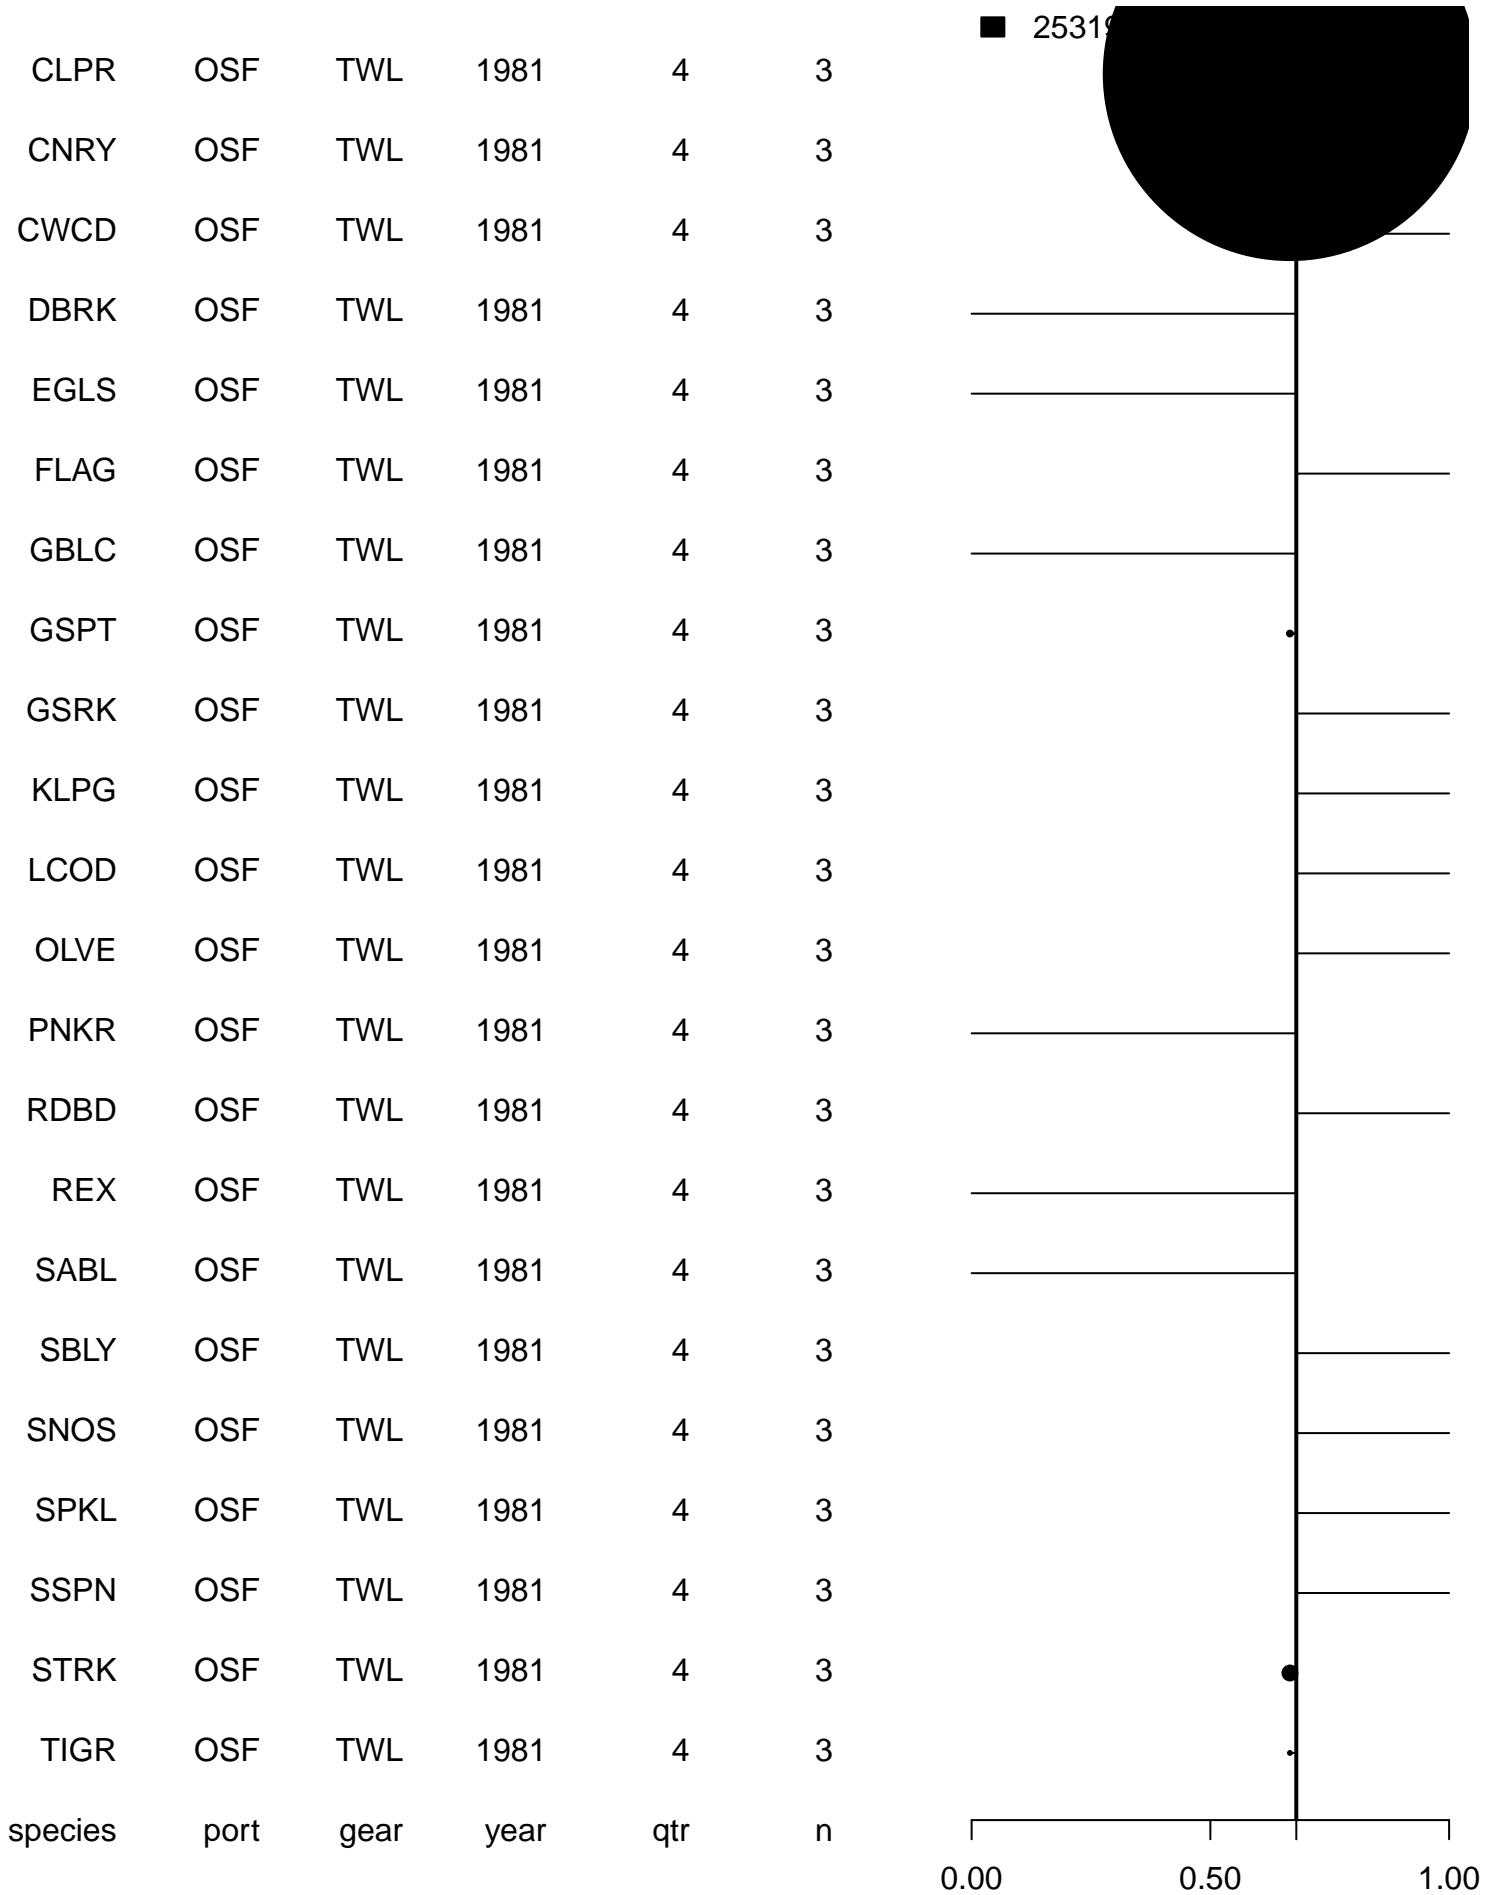 25319
CLPR OSF TWL 1981 4 3
CNRY OSF TWL 1981 4 3
CWCD OSF TWL 1981 4 3
DBRK OSF TWL 1981 4 3
EGLS OSF TWL 1981 4 3
FLAG OSF TWL 1981 4 3
GBLC OSF TWL 1981 4 3
GSPT OSF TWL 1981 4 3
GSRK OSF TWL 1981 4 3
KLPG OSF TWL 1981 4 3
LCOD OSF TWL 1981 4 3
OLVE OSF TWL 1981 4 3
PNKR OSF TWL 1981 4 3
RDBD OSF TWL 1981 4 3
REX OSF TWL 1981 4 3
SABL OSF TWL 1981 4 3
SBLY OSF TWL 1981 4 3
SNOS OSF TWL 1981 4 3
SPKL OSF TWL 1981 4 3
SSPN OSF TWL 1981 4 3
STRK OSF TWL 1981 4 3
TIGR OSF TWL 1981 4 3
species port gear year qtr n
0.00 0.50 1.00